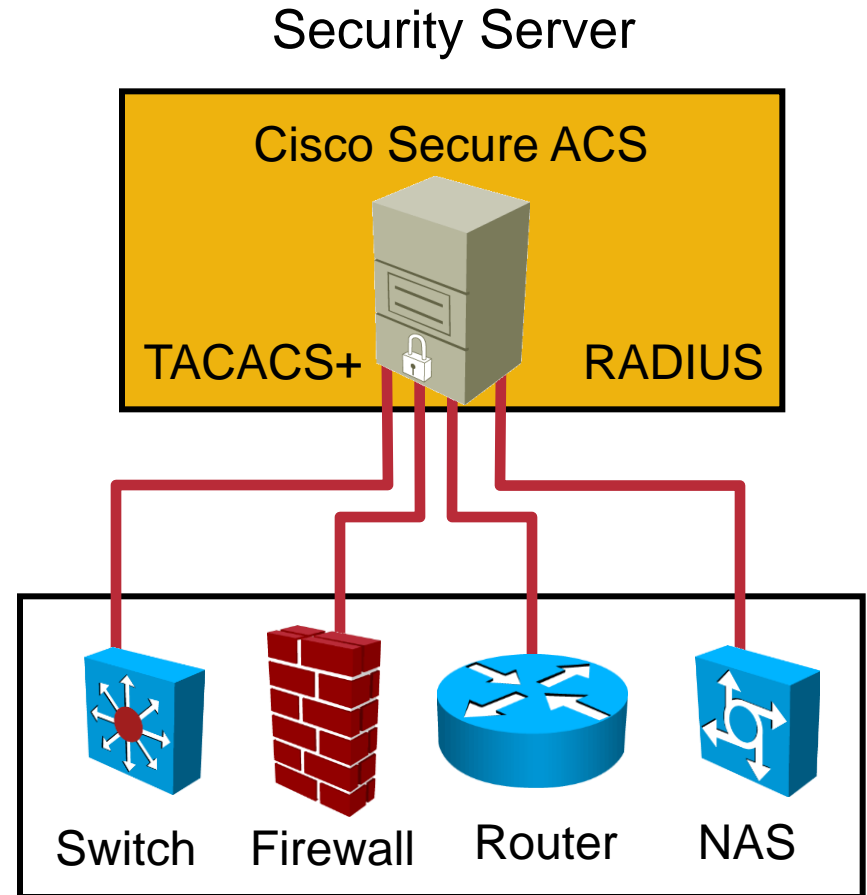 Security Server
Cisco Secure ACS
TACACS+
RADIUS
Switch
Firewall
Router
NAS